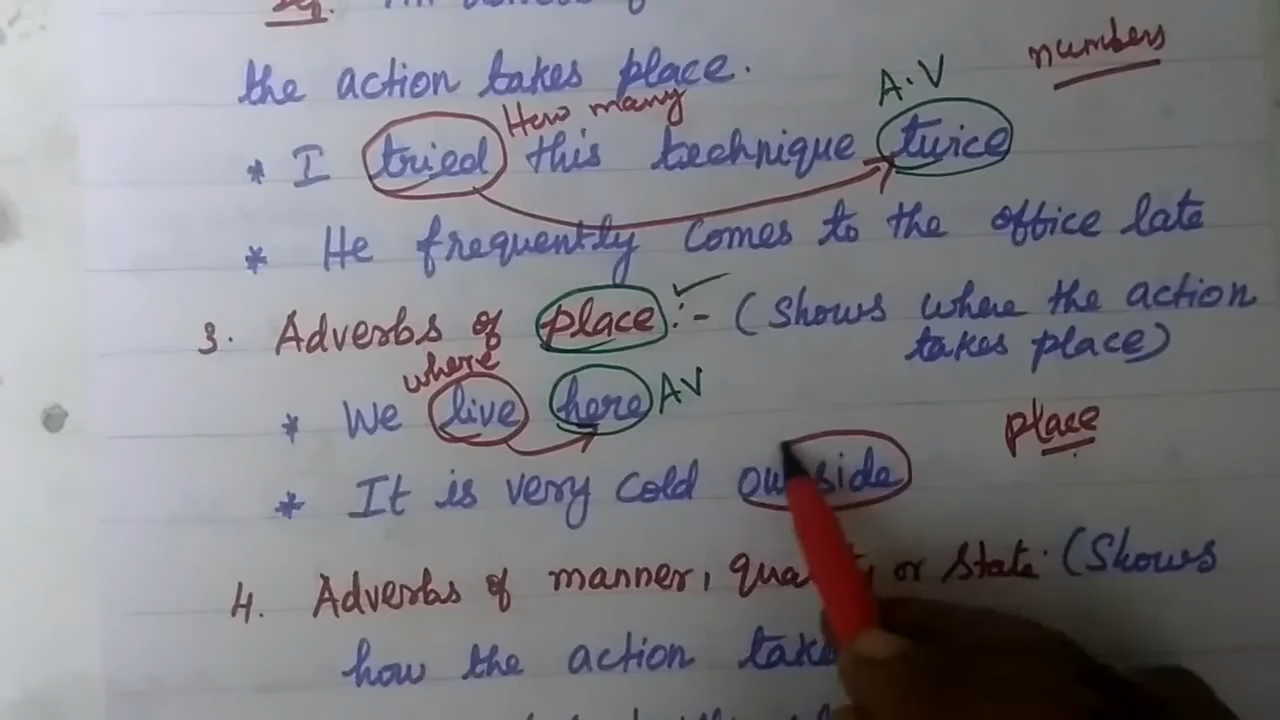 the action takes place.
numbers
A.V
How many
* I tried this technique twice
* He frequently comes to the office late
3. Adverbs of place :- (Shows where the action
takes place)
where
* We live here AV
place
* It is very cold outside
4. Adverbs of manner, or state (Shows
how the action